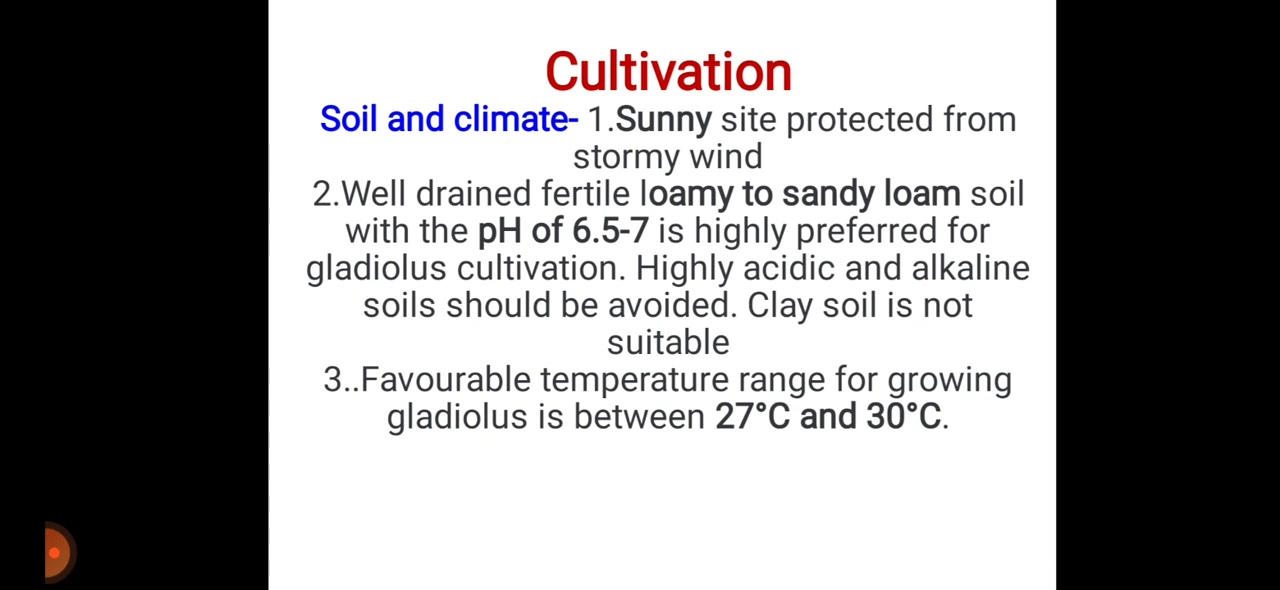 Cultivation
Soil and climate- 1.Sunny site protected from
stormy wind
2.Well drained fertile loamy to sandy loam soil
with the pH of 6.5-7 is highly preferred for
gladiolus cultivation. Highly acidic and alkaline
soils should be avoided. Clay soil is not
suitable
3..Favourable temperature range for growing
gladiolus is between 27°C and 30°C.